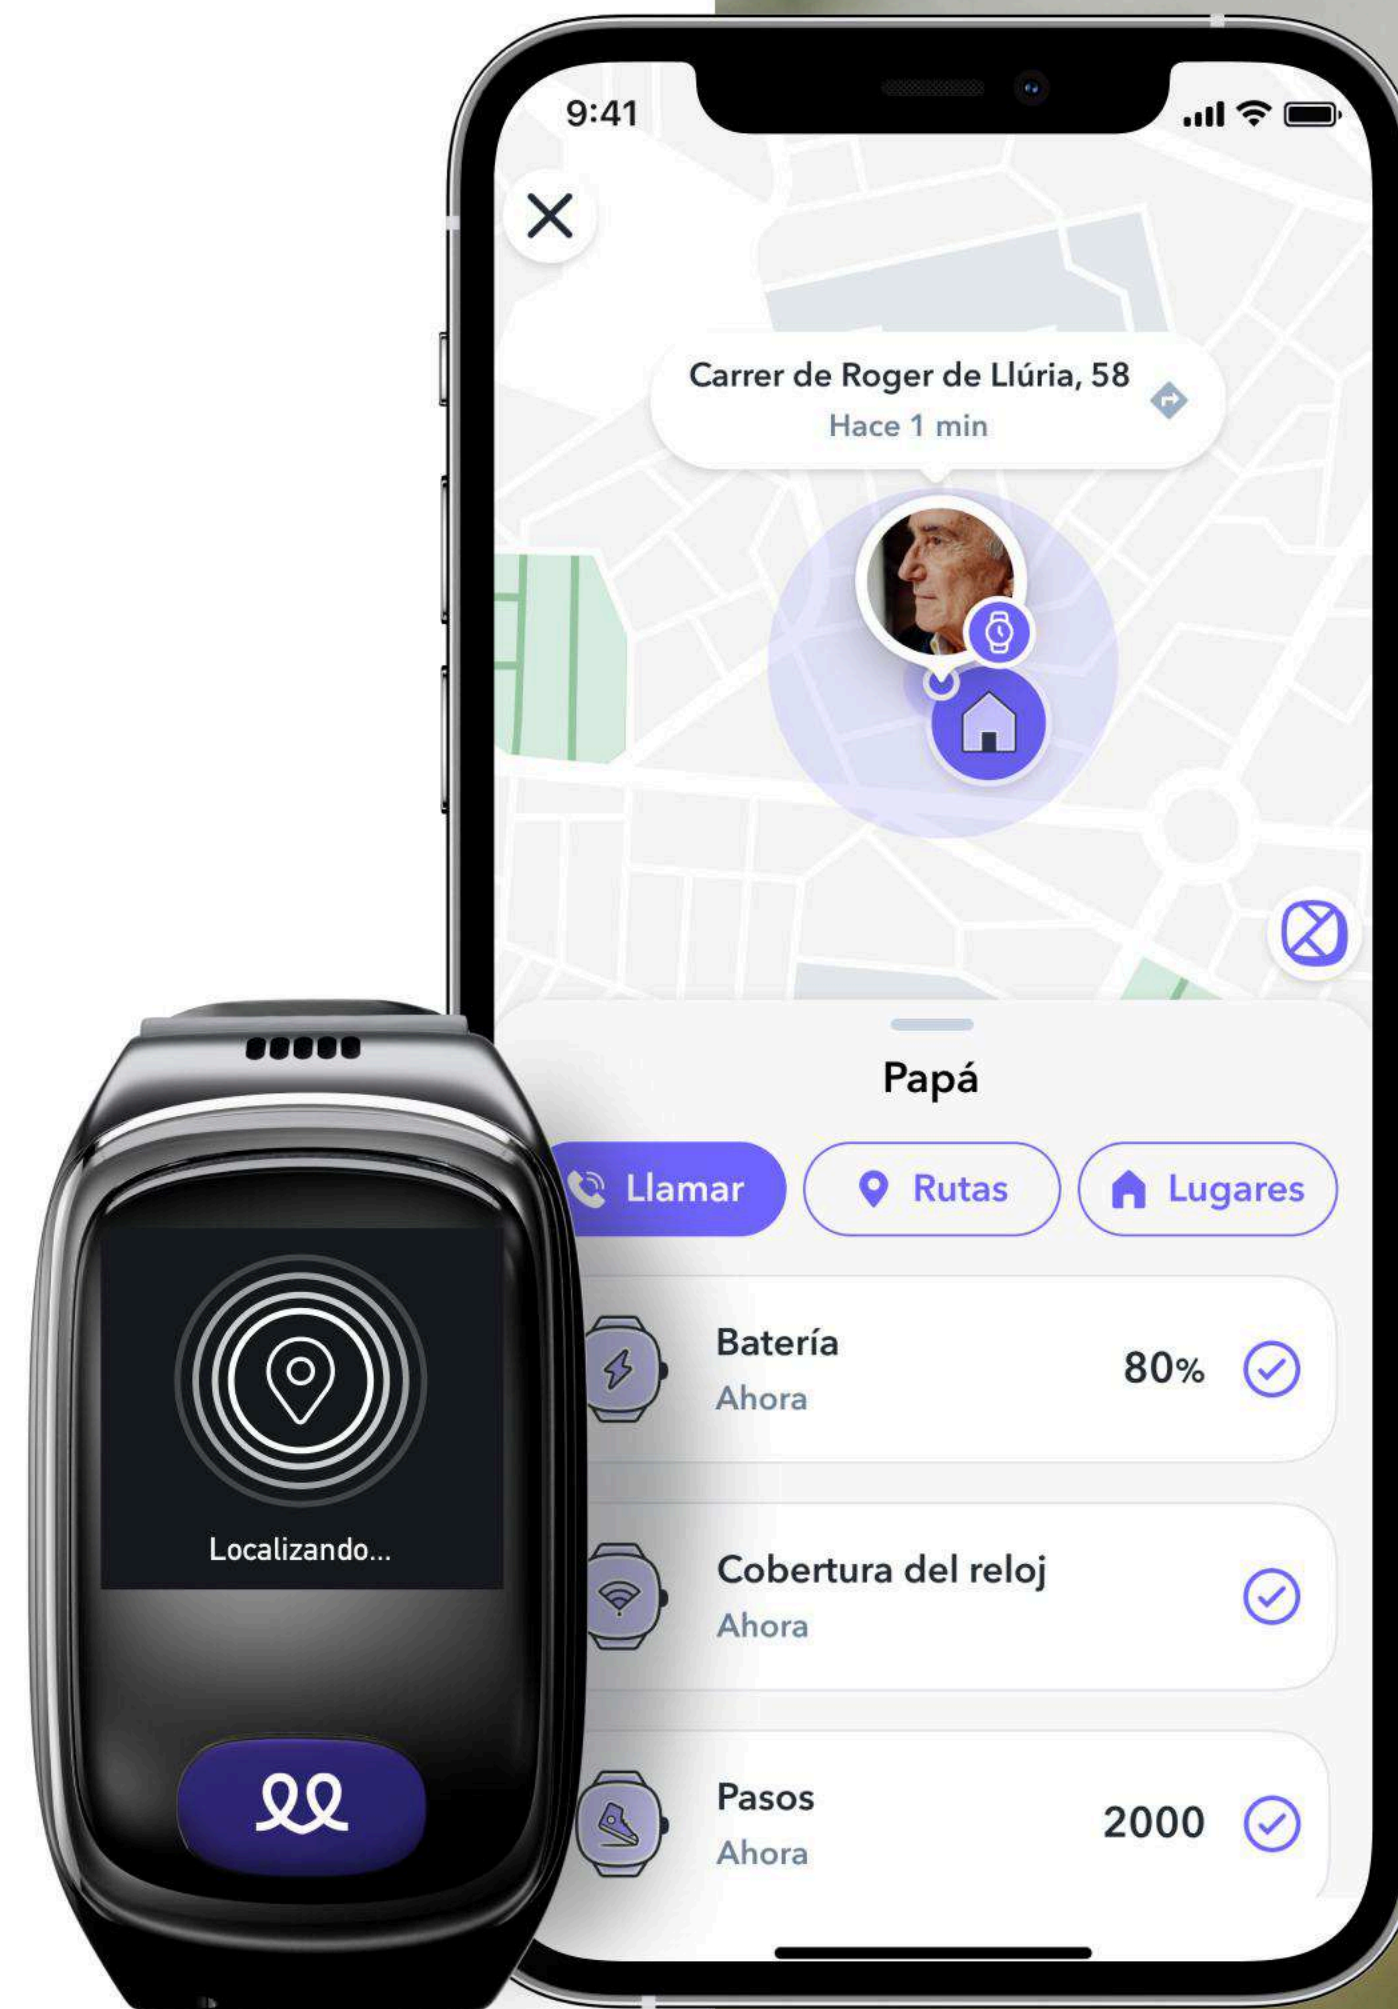 9:41
Carrer de Roger de Llúria, 58
Hace 1 min
Papá
Llamar
Rutas
Lugares
Batería
Ahora
80%
Cobertura del reloj
Ahora
Pasos
Ahora
2000
Localizando...